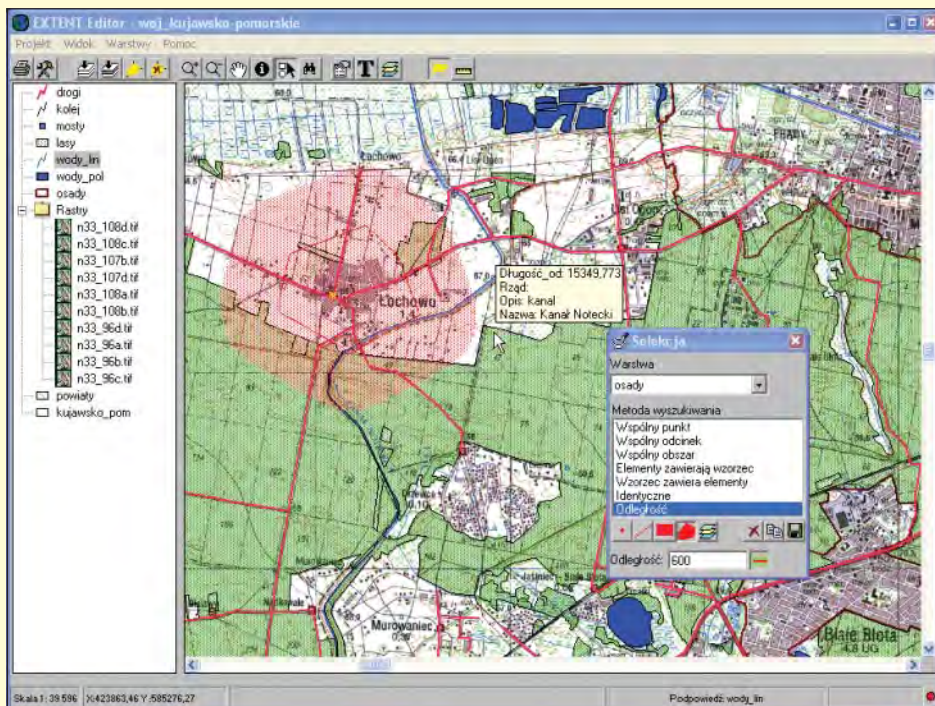 EXTENT Editor - woj_kujawsko-pomorskie
Projekt Widok Warstwy Pomoc
drogi
kolej
mosty
lasy
wody_lin
wody_pol
osady
Rastry
n33_108d.tif
n33_108c.tif
n33_107b.tif
n33_107d.tif
n33_108a.tif
n33_108b.tif
n33_96d.tif
n33_96a.tif
n33_96b.tif
n33_96c.tif
powiaty
kujawsko_pom
Łochowo
67,0
Łochowo
Długość_od: 15349,773
Rząd:
Opis: kanał
Nazwa: Kanał Notecki
Selekcja
Warstwa
osady
Metoda wyszukiwania
Wspólny punkt
Wspólny odcinek
Wspólny obszar
Elementy zawierają wzorzec
Wzorzec zawiera elementy
Identyczne
Odległość
Odległość: 600
Murowaniec
Białe Błota
Skala 1: 39 596 X:423863,46 Y:585276,27 Podpowiedź: wody_lin